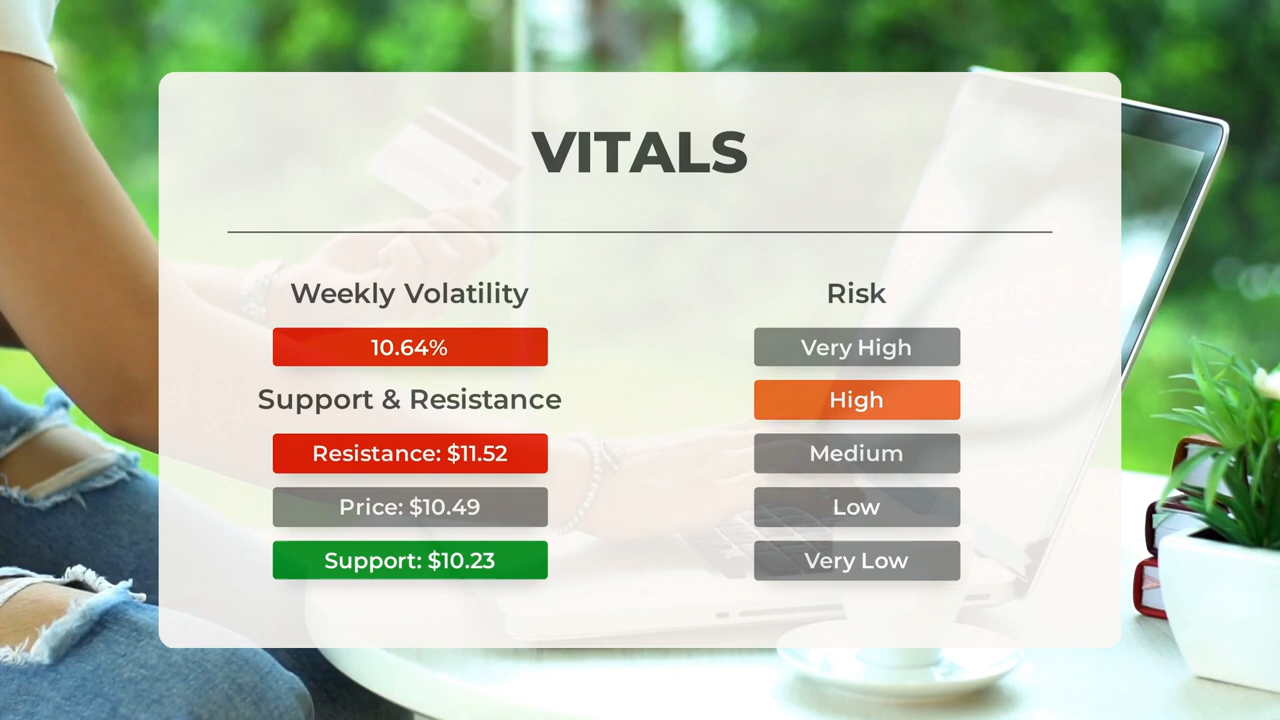 VITALS
Weekly Volatility
10.64%
Support & Resistance
Resistance: $11.52
Price: $10.49
Support: $10.23
Risk
Very High
High
Medium
Low
Very Low